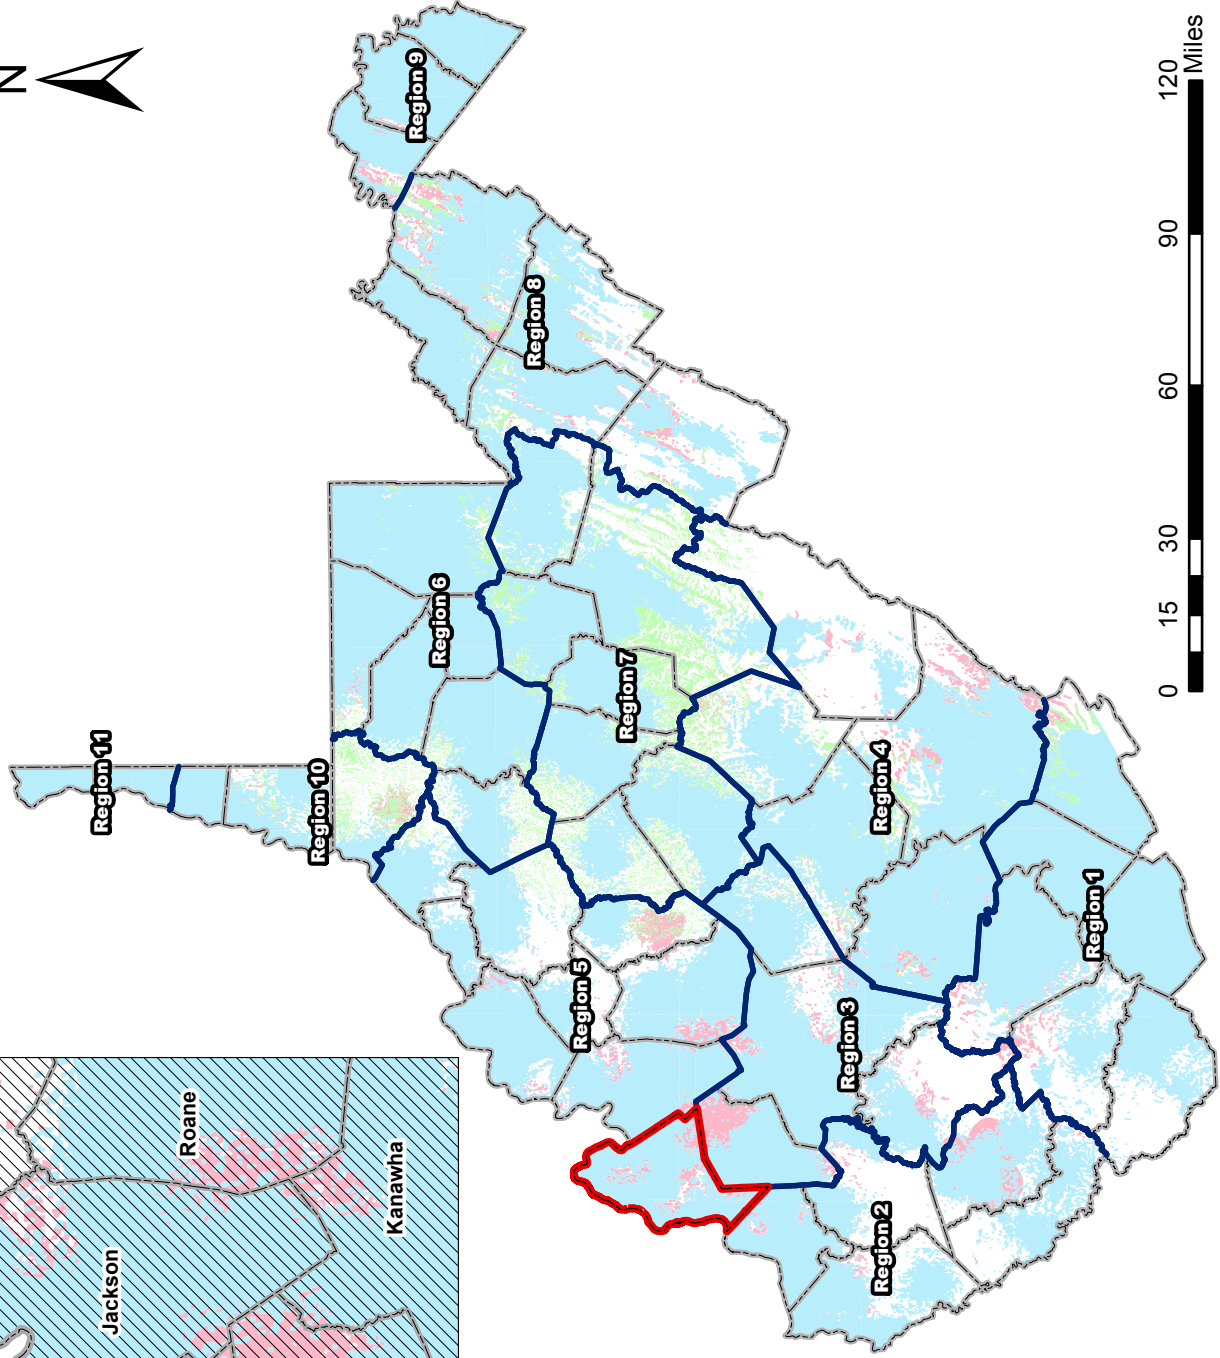 N
Region 9
Region 8
Region 6
Region 7
Region 11
Region 10
Region 4
Region 5
Region 3
Region 1
Region 2
Roane
Jackson
Kanawha
0 15 30 60 90 120
Miles